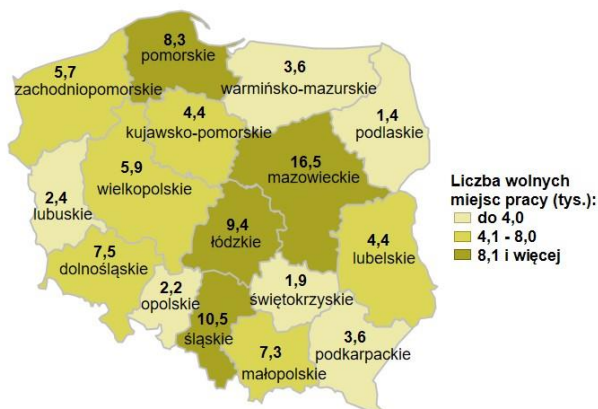 8,3
pomorskie
5,7
zachodniopomorskie
3,6
warmińsko-mazurskie
1,4
podlaskie
4,4
kujawsko-pomorskie
16,5
mazowieckie
5,9
wielkopolskie
2,4
lubuskie
9,4
łódzkie
4,4
lubelskie
7,5
dolnośląskie
2,2
opolskie
1,9
świętokrzyskie
10,5
śląskie
7,3
małopolskie
3,6
podkarpackie
Liczba wolnych
miejsc pracy (tys.):
do 4,0
4,1 - 8,0
8,1 i więcej